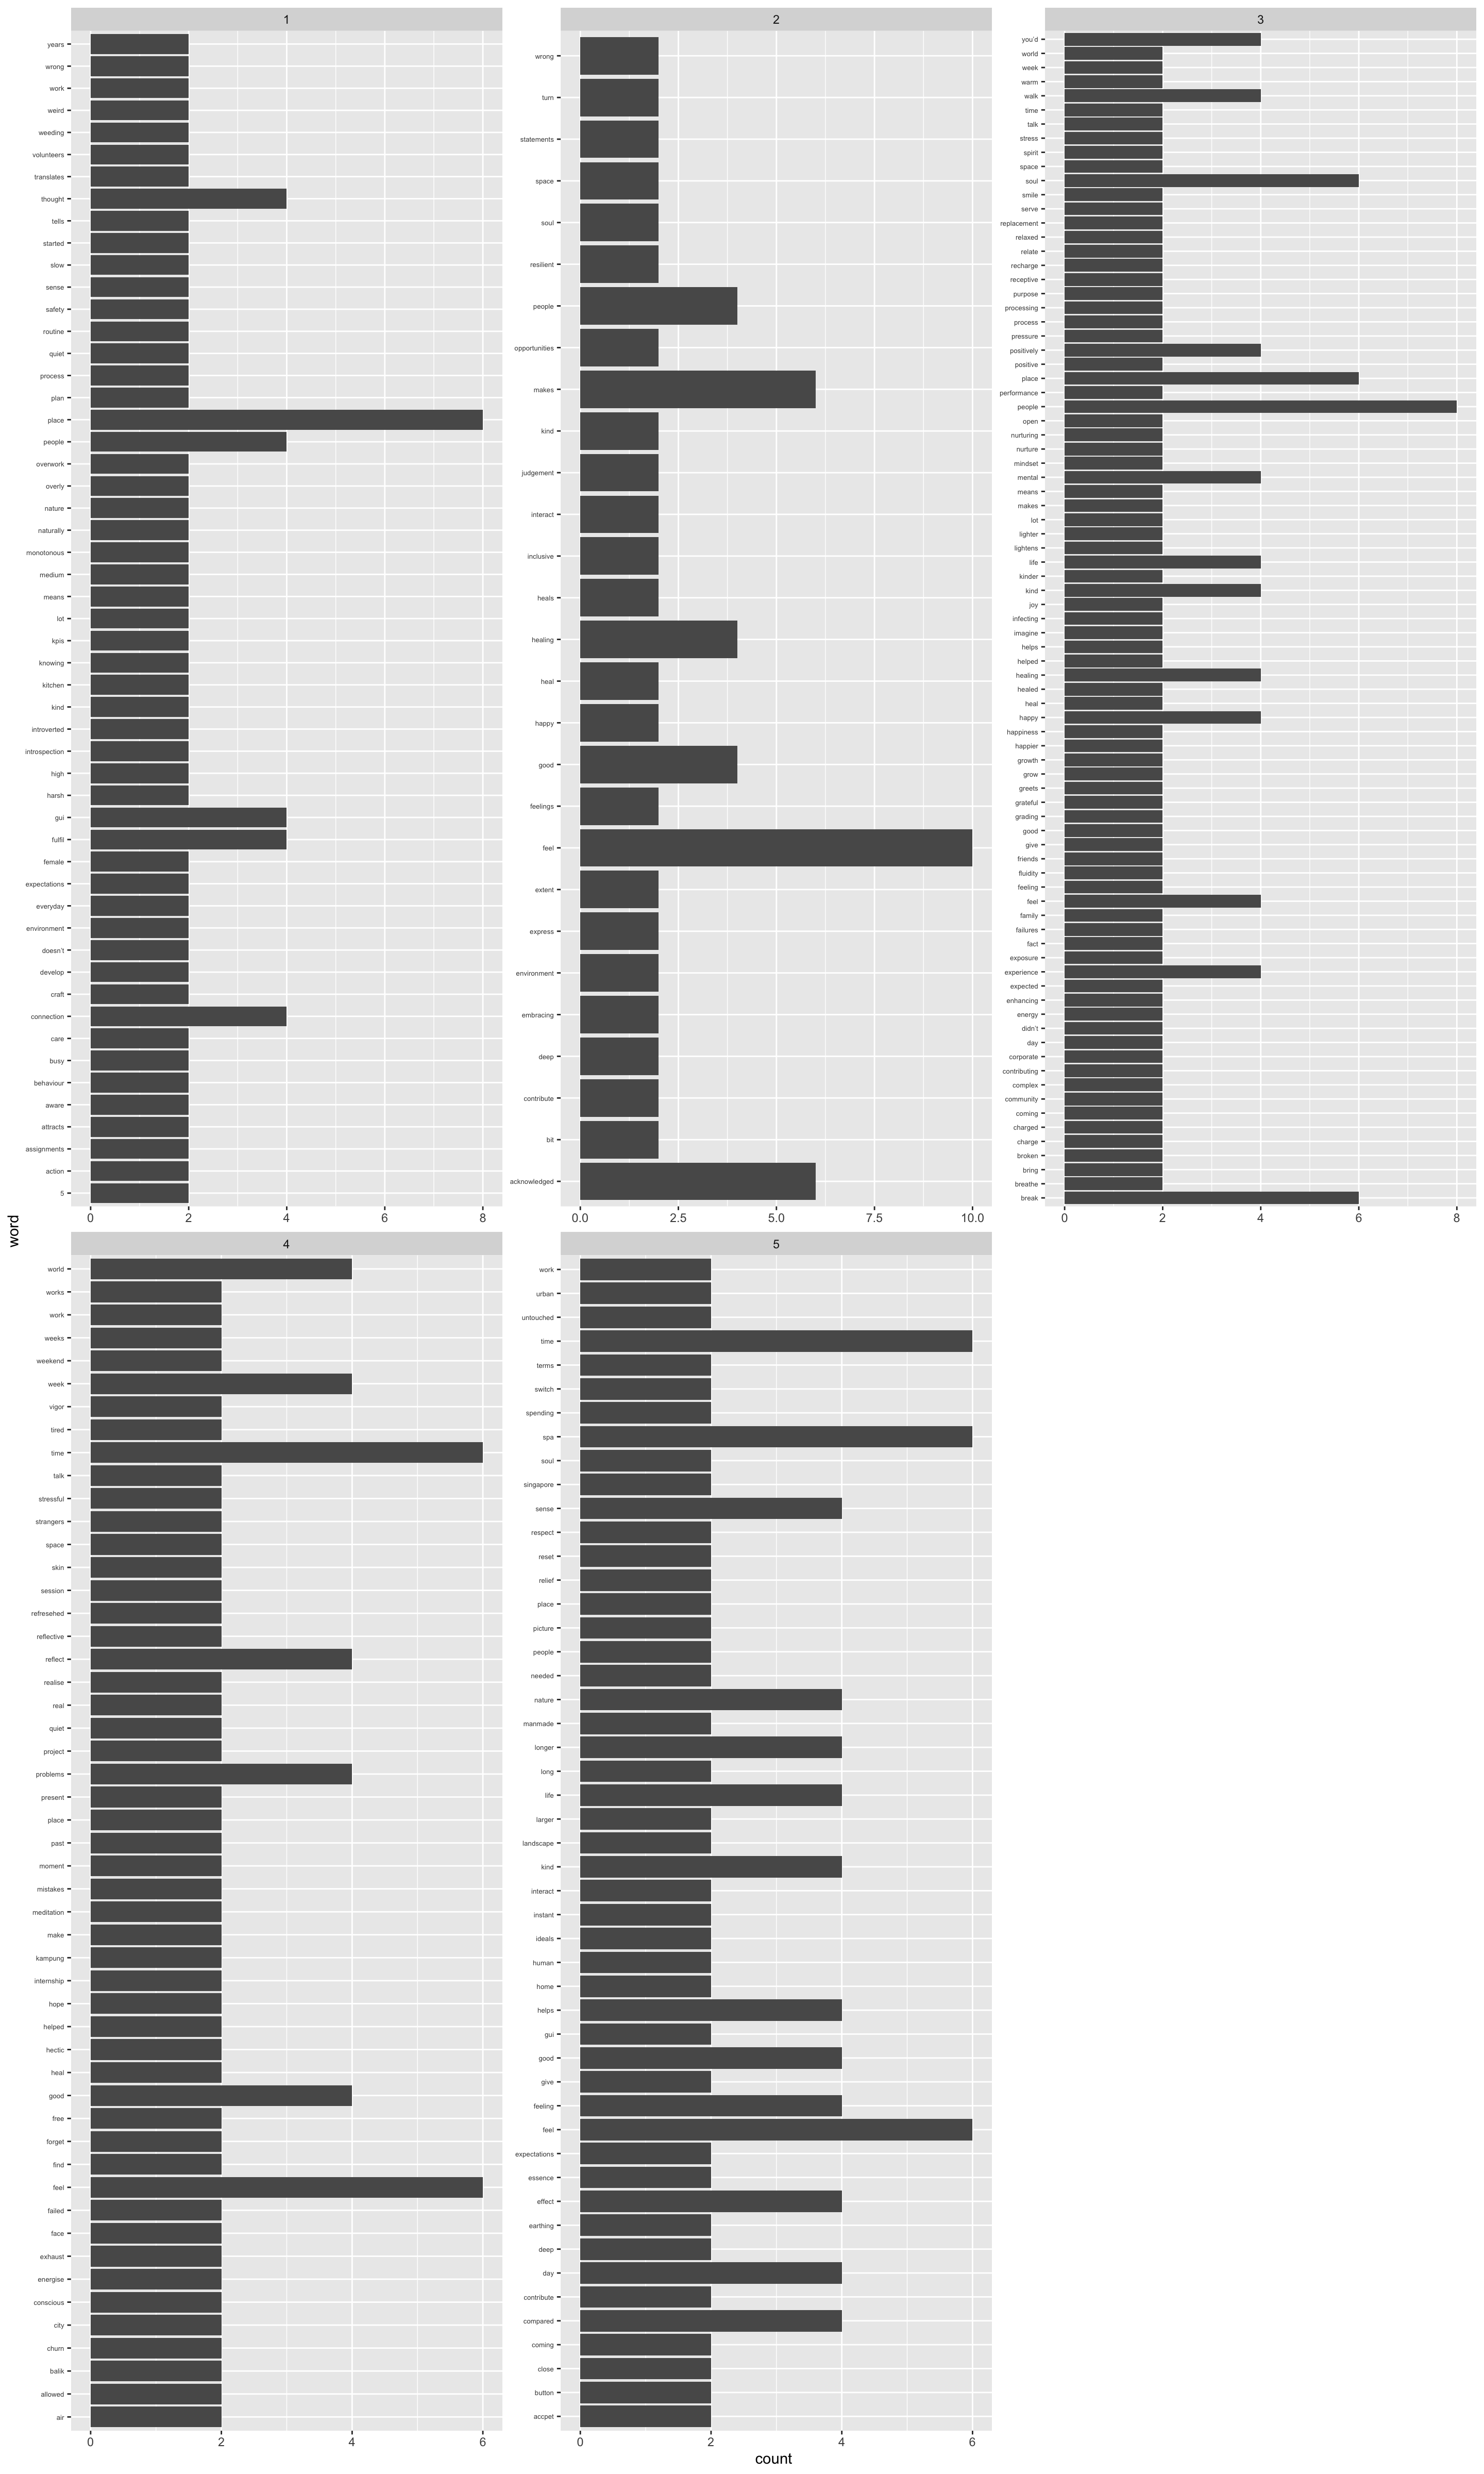 1
years
wrong
work
weird
weeding
volunteers
translates
thought
tells
started
slow
sense
safety
routine
quiet
process
plan
place
people
overwork
overly
nature
naturally
monotonous
medium
means
lot
kpis
knowing
kitchen
kind
introverted
introspection
high
harsh
gui
fulfil
female
expectations
everyday
environment
doesn't
develop
craft
connection
care
busy
behaviour
aware
attracts
assignments
action
5
0 2 4 6 8
2
wrong
turn
statements
space
soul
resilient
people
opportunities
makes
kind
judgement
interact
inclusive
heals
healing
heal
happy
good
feelings
feel
extent
express
environment
embracing
deep
contribute
bit
acknowledged
0.0 2.5 5.0 7.5 10.0
3
you'd
world
week
warm
walk
time
talk
stress
spirit
space
soul
smile
serve
replacement
relaxed
relate
recharge
receptive
purpose
processing
process
pressure
positively
positive
place
performance
people
open
nurturing
nurture
mindset
mental
means
makes
lot
lighter
lightens
life
kinder
kind
joy
infecting
imagine
helps
helped
healing
healed
heal
happy
happiness
happier
growth
grow
greets
grateful
grading
good
give
friends
fluidity
feeling
feel
family
failures
fact
exposure
experience
expected
enhancing
energy
didn't
day
corporate
contributing
complex
community
coming
charged
charge
broken
bring
breathe
break
0 2 4 6 8
word
4
world
works
work
weeks
weekend
week
vigor
tired
time
talk
stressful
strangers
space
skin
session
refresehed
reflective
reflect
realise
real
quiet
project
problems
present
place
past
moment
mistakes
meditation
make
kampung
internship
hope
helped
hectic
heal
good
free
forget
find
feel
failed
face
exhaust
energise
conscious
city
churn
balik
allowed
air
0 2 4 6
5
work
urban
untouched
time
terms
switch
spending
spa
soul
singapore
sense
respect
reset
relief
place
picture
people
needed
nature
manmade
longer
long
life
larger
landscape
kind
interact
instant
ideals
human
home
helps
gui
good
give
feeling
feel
expectations
essence
effect
earthing
deep
day
contribute
compared
coming
close
button
accpet
0 2 4 6
count